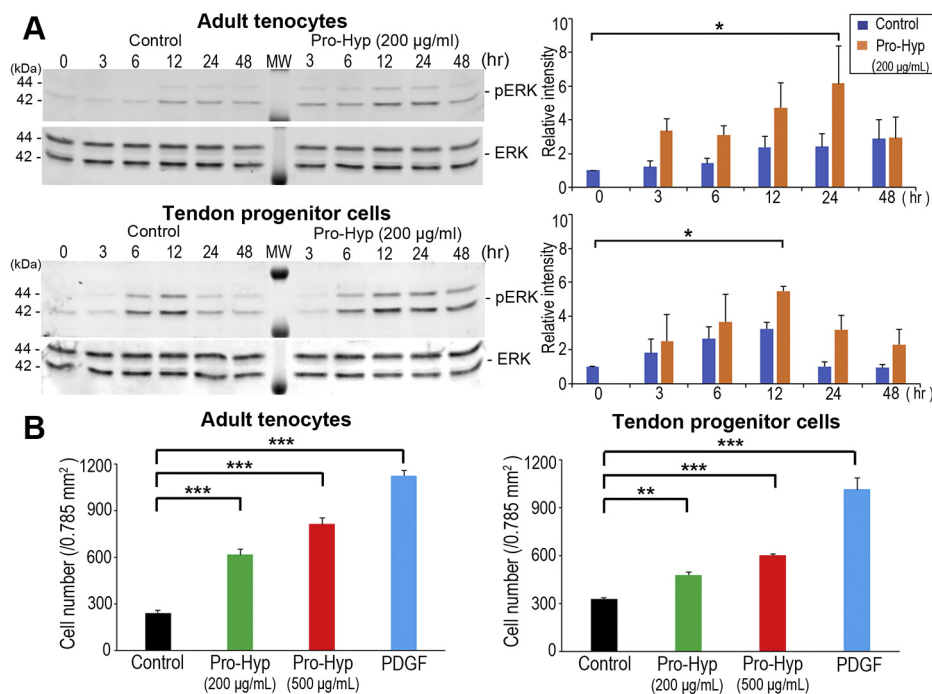 A
Adult tenocytes
Control
Pro-Hyp (200 µg/ml)
0 3 6 12 24 48 MW 3 6 12 24 48 (hr)
(kDa)
44 -
42 -
- pERK
44 -
42 -
- ERK
Relative intensity
10
8
6
4
2
0
*
0 3 6 12 24 48 (hr)
Control
Pro-Hyp
(200 µg/mL)
Tendon progenitor cells
Control
Pro-Hyp (200 µg/ml)
0 3 6 12 24 48 MW 3 6 12 24 48 (hr)
(kDa)
44 -
42 -
- pERK
44 -
42 -
- ERK
Relative intensity
10
8
6
4
2
0
*
0 3 6 12 24 48 (hr)
B
Adult tenocytes
Cell number (/0.785 mm²)
1200
900
600
300
0
***
***
***
Control Pro-Hyp Pro-Hyp PDGF
(200 µg/mL) (500 µg/mL)
Tendon progenitor cells
Cell number (/0.785 mm²)
1200
900
600
300
0
***
***
**
Control Pro-Hyp Pro-Hyp PDGF
(200 µg/mL) (500 µg/mL)